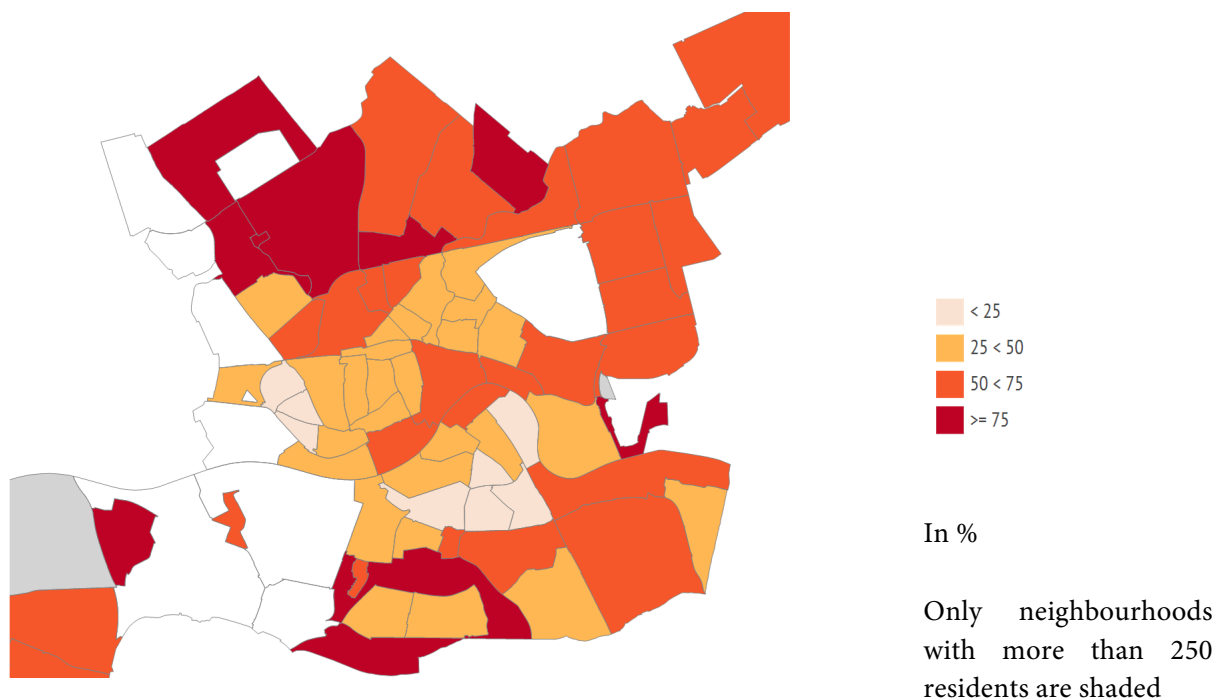 < 25
25 < 50
50 < 75
>= 75
In %
Only neighbourhoods
with more than 250
residents are shaded